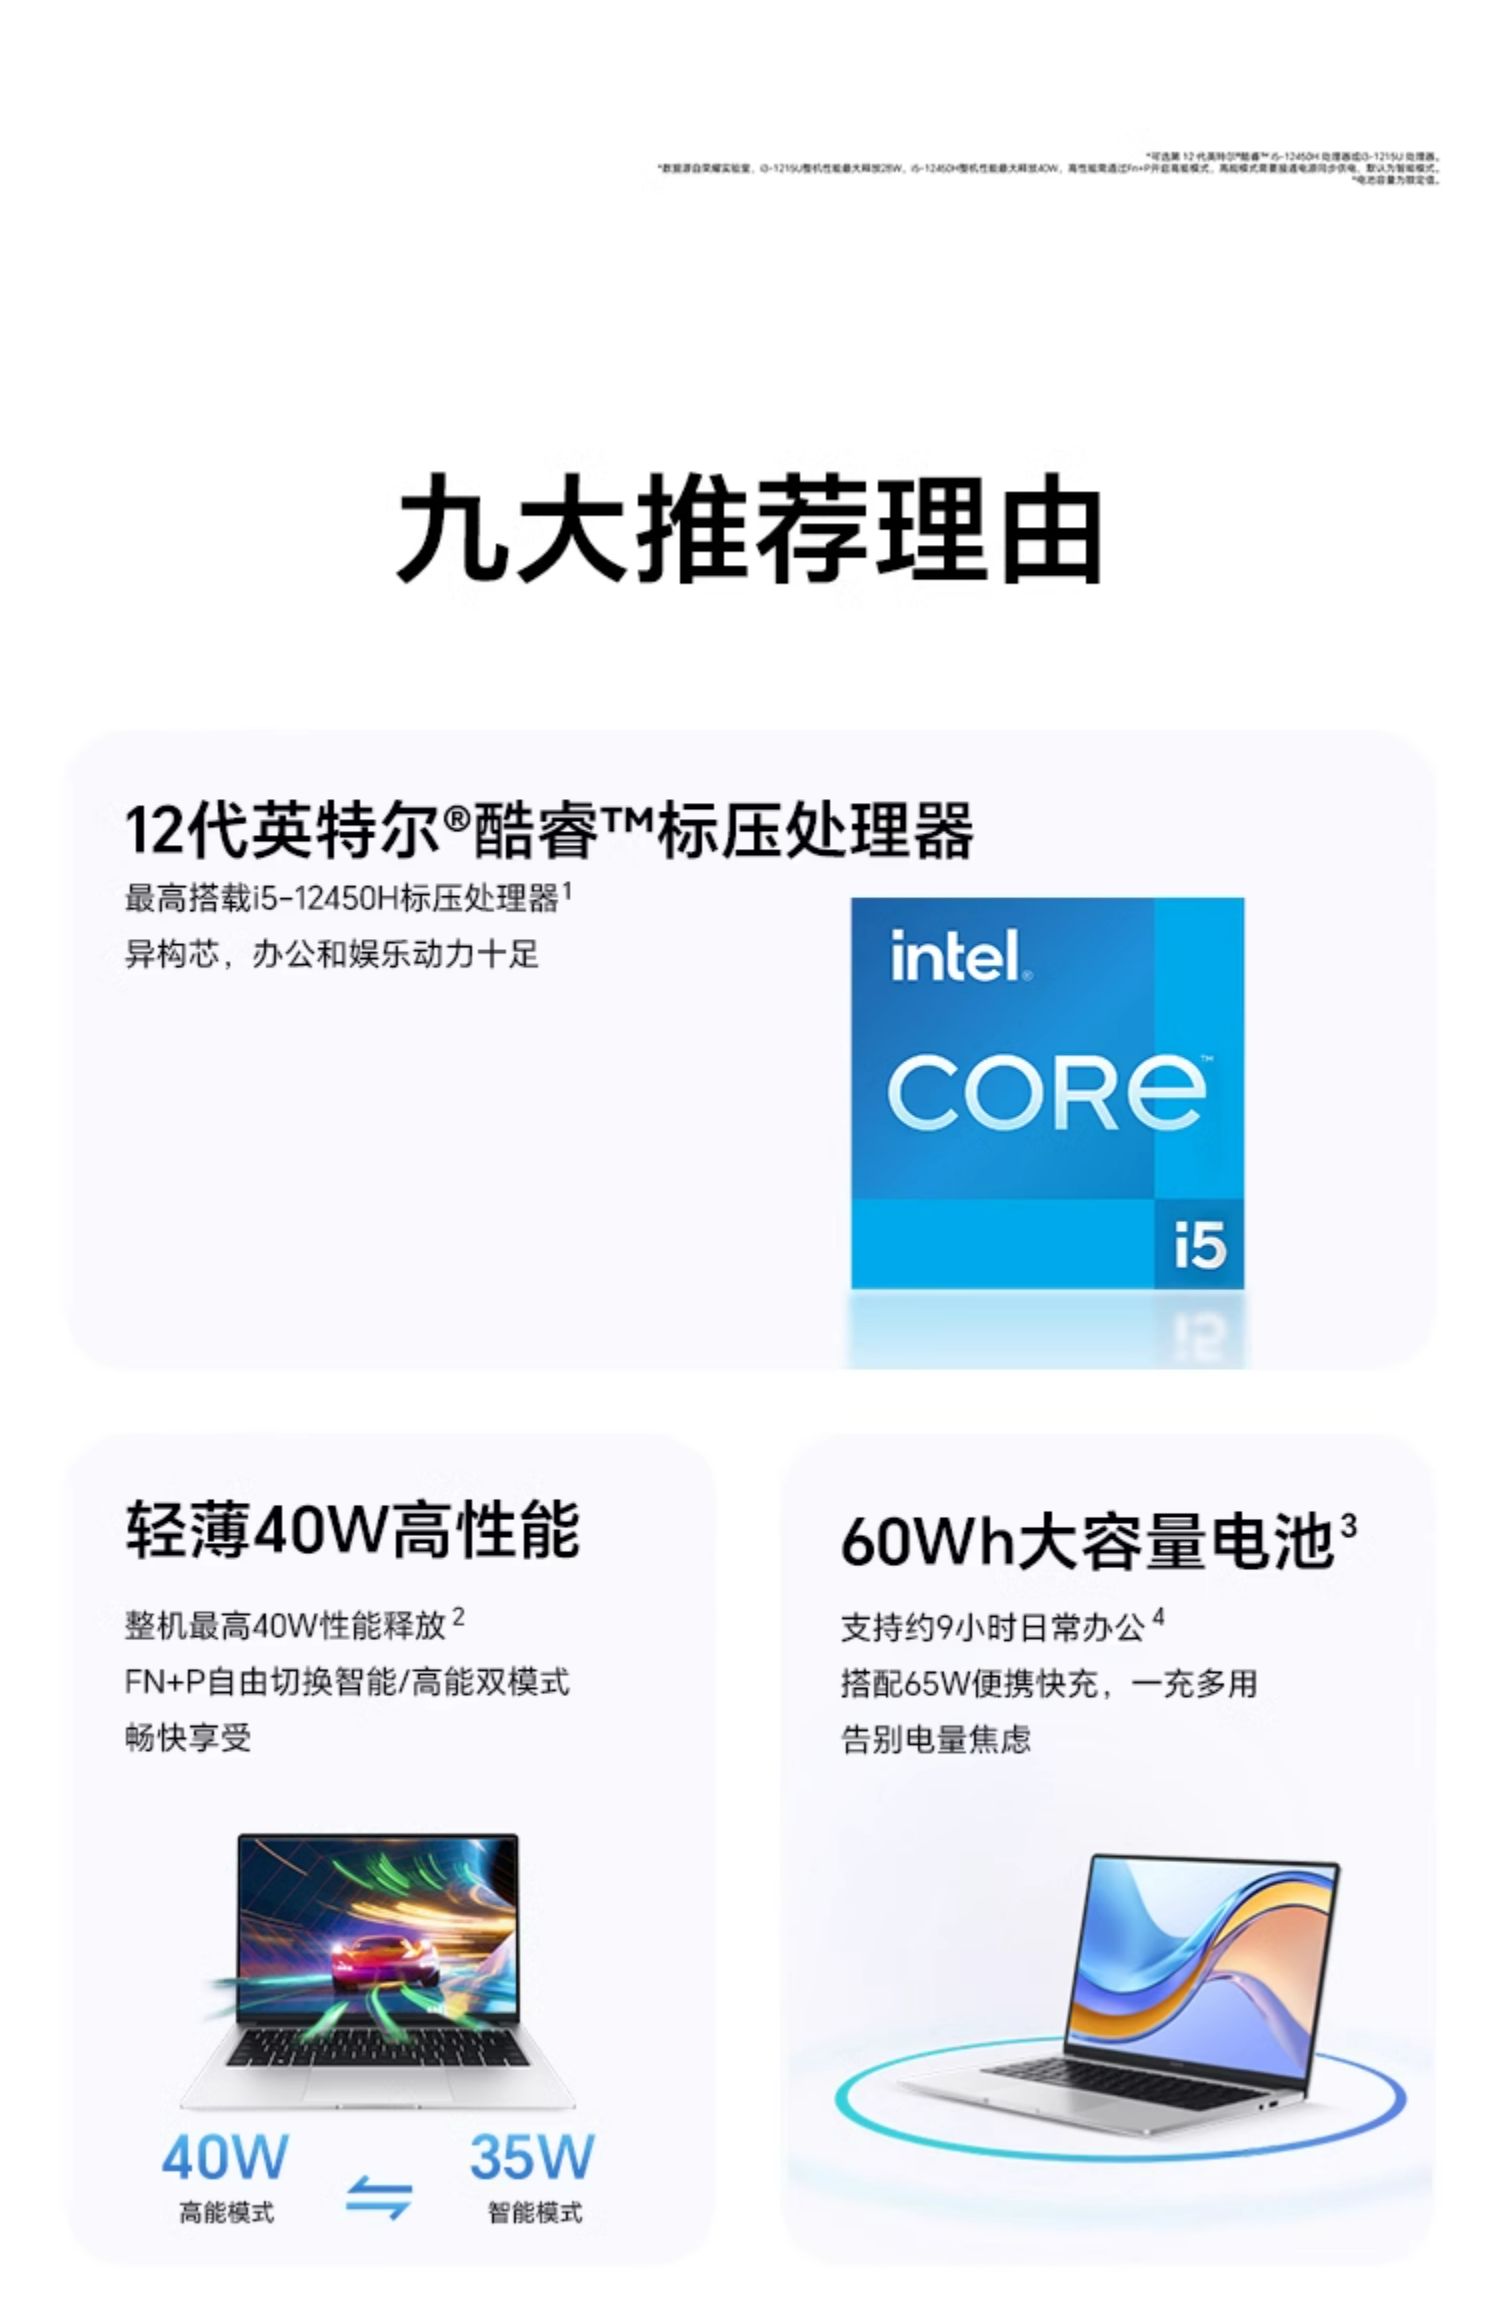 *可选第 12 代英特尔®酷睿™ i5-12450H 处理器或i3-1215U 处理器。
*数据源自荣耀实验室，i3-1215U整机性能最大释放28W，i5-12450H整机性能最大释放40W，高性能需通过Fn+P开启高能模式，高能模式需要接通电源同步供电，默认为智能模式。
*电池容量为额定值。
九大推荐理由
12代英特尔®酷睿™标压处理器
最高搭载i5-12450H标压处理器1
异构芯，办公和娱乐动力十足
intel®
CORe™
i5
轻薄40W高性能
整机最高40W性能释放2
FN+P自由切换智能/高能双模式
畅快享受
40W
35W
高能模式
智能模式
60Wh大容量电池3
支持约9小时日常办公4
搭配65W便携快充，一充多用
告别电量焦虑